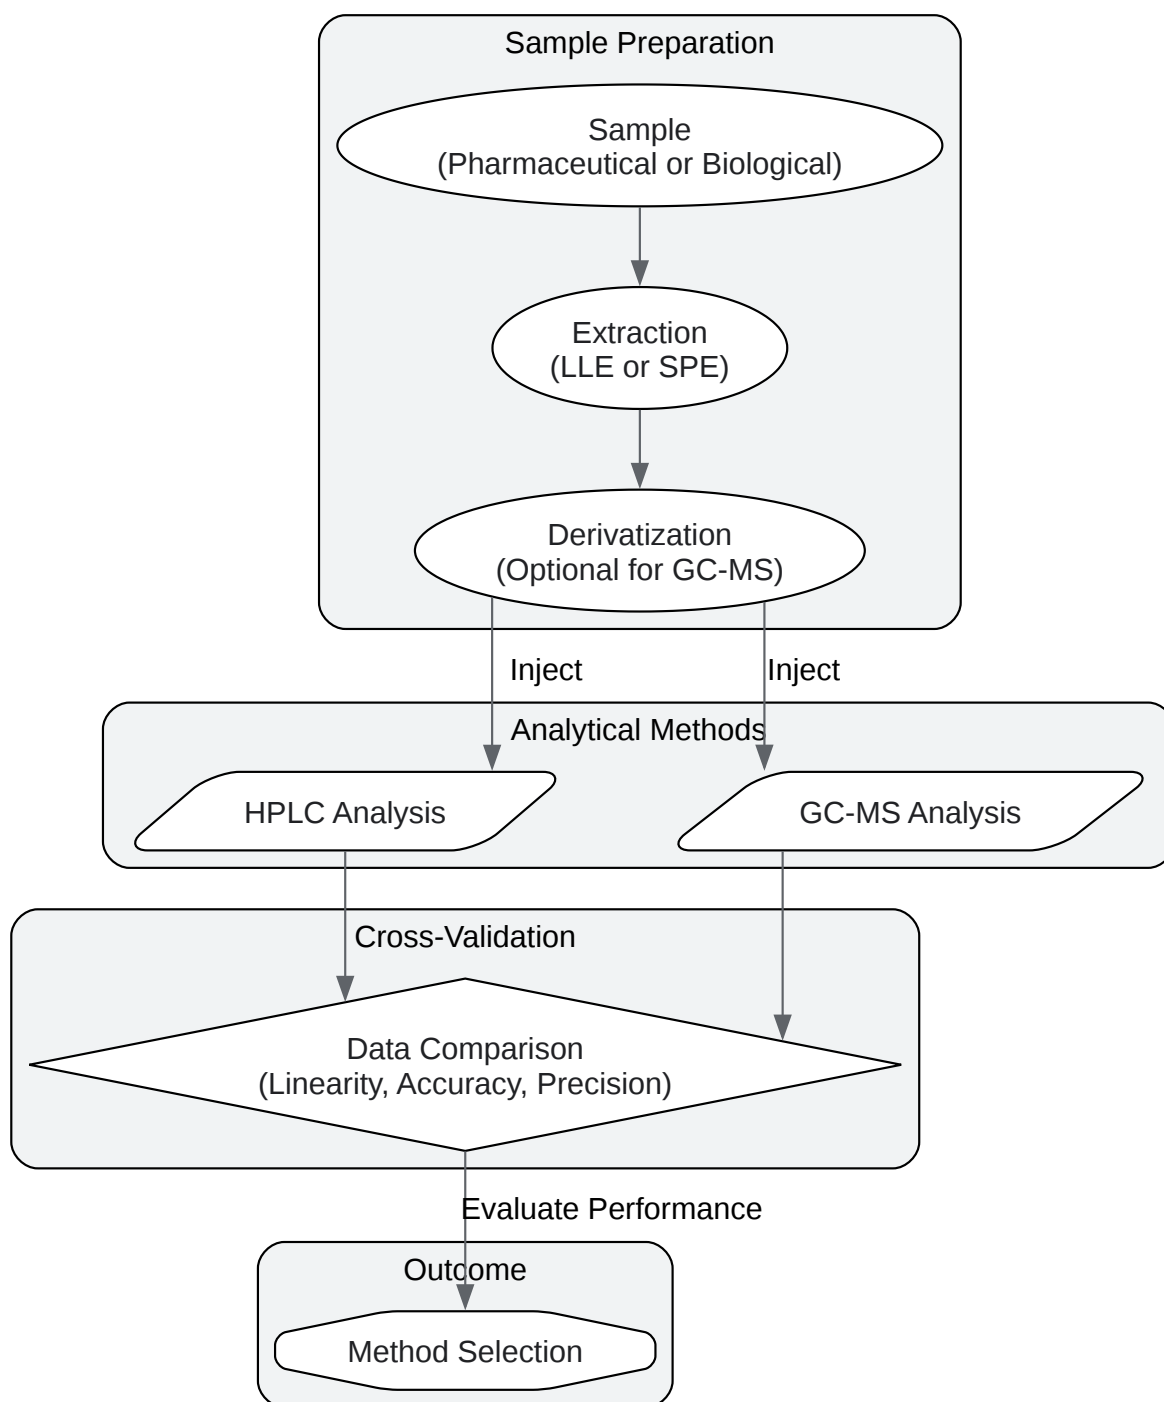 Sample Preparation
Sample
(Pharmaceutical or Biological)
Extraction
(LLE or SPE)
Derivatization
(Optional for GC-MS)
Inject
Inject
Analytical Methods
HPLC Analysis
GC-MS Analysis
Cross-Validation
Data Comparison
(Linearity, Accuracy, Precision)
Evaluate Performance
Outcome
Method Selection